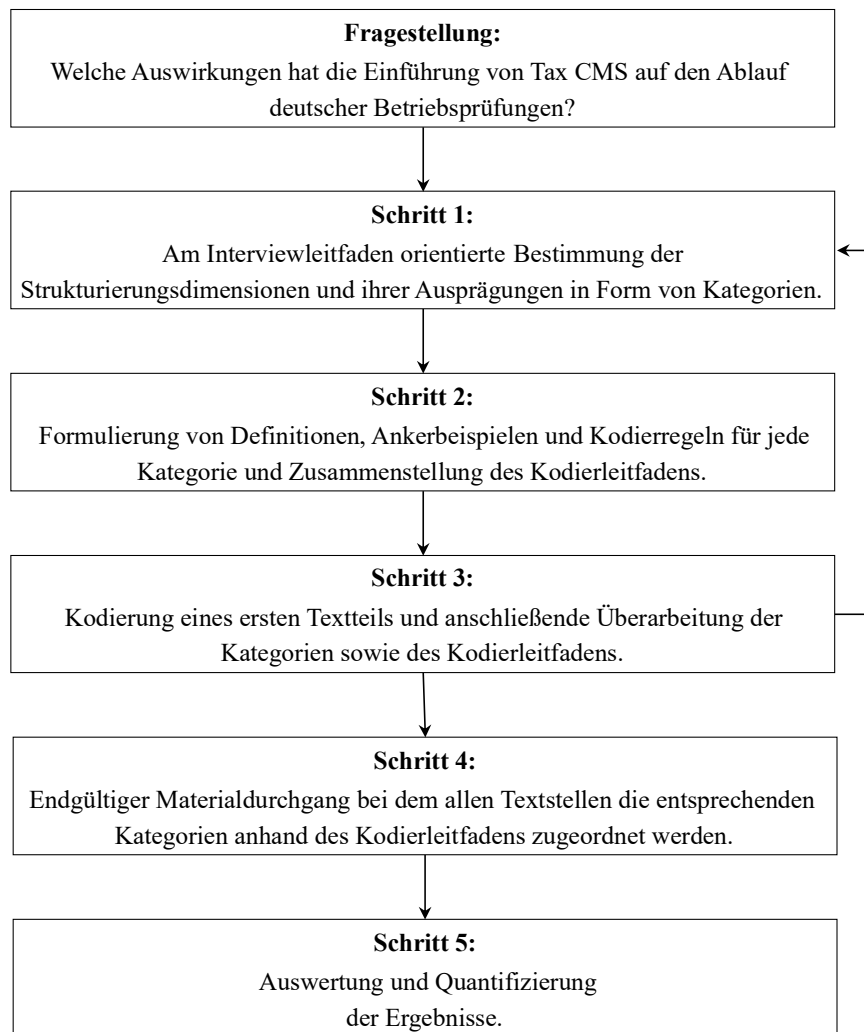 Fragestellung:
Welche Auswirkungen hat die Einführung von Tax CMS auf den Ablauf
deutscher Betriebsprüfungen?
Schritt 1:
Am Interviewleitfaden orientierte Bestimmung der
Strukturierungsdimensionen und ihrer Ausprägungen in Form von Kategorien.
Schritt 2:
Formulierung von Definitionen, Ankerbeispielen und Kodierregeln für jede
Kategorie und Zusammenstellung des Kodierleitfadens.
Schritt 3:
Kodierung eines ersten Textteils und anschließende Überarbeitung der
Kategorien sowie des Kodierleitfadens.
Schritt 4:
Endgültiger Materialdurchgang bei dem allen Textstellen die entsprechenden
Kategorien anhand des Kodierleitfadens zugeordnet werden.
Schritt 5:
Auswertung und Quantifizierung
der Ergebnisse.